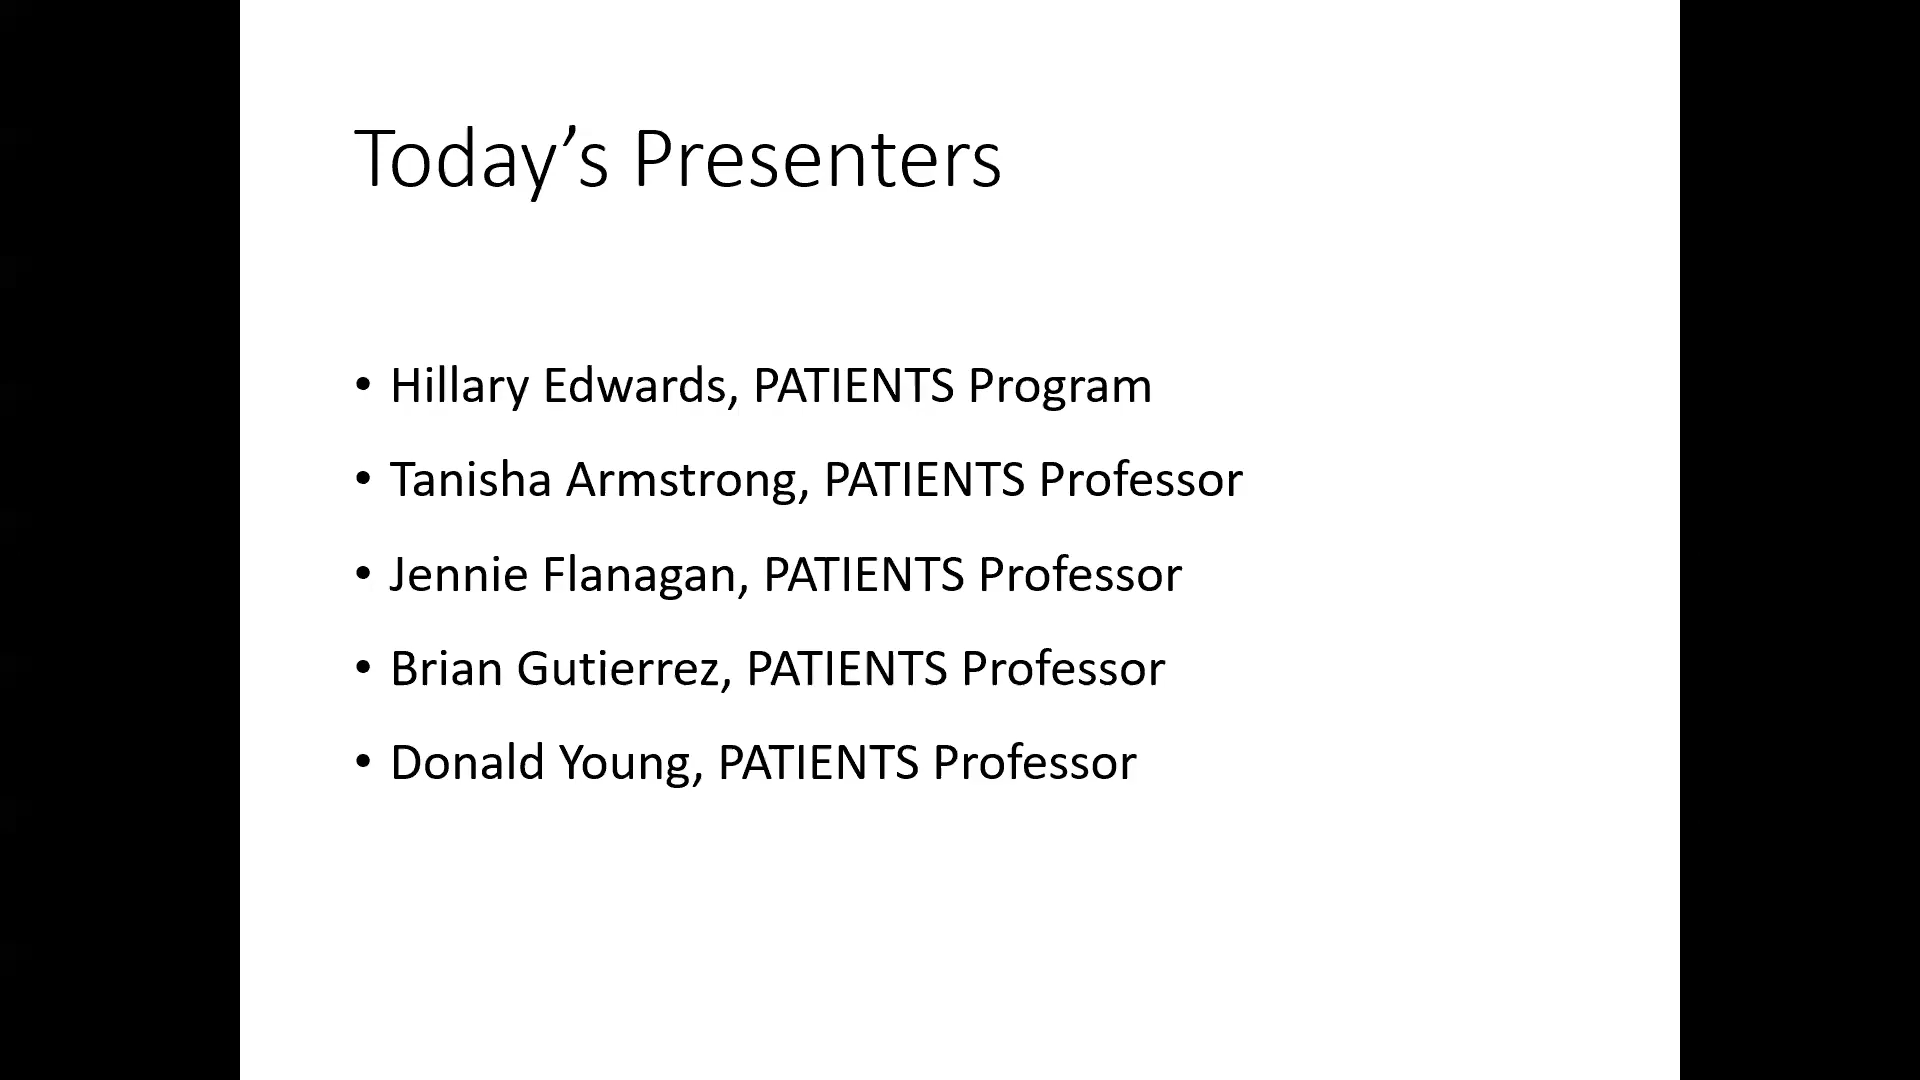 Today’s Presenters
• Hillary Edwards, PATIENTS Program
• Tanisha Armstrong, PATIENTS Professor
• Jennie Flanagan, PATIENTS Professor
• Brian Gutierrez, PATIENTS Professor
• Donald Young, PATIENTS Professor